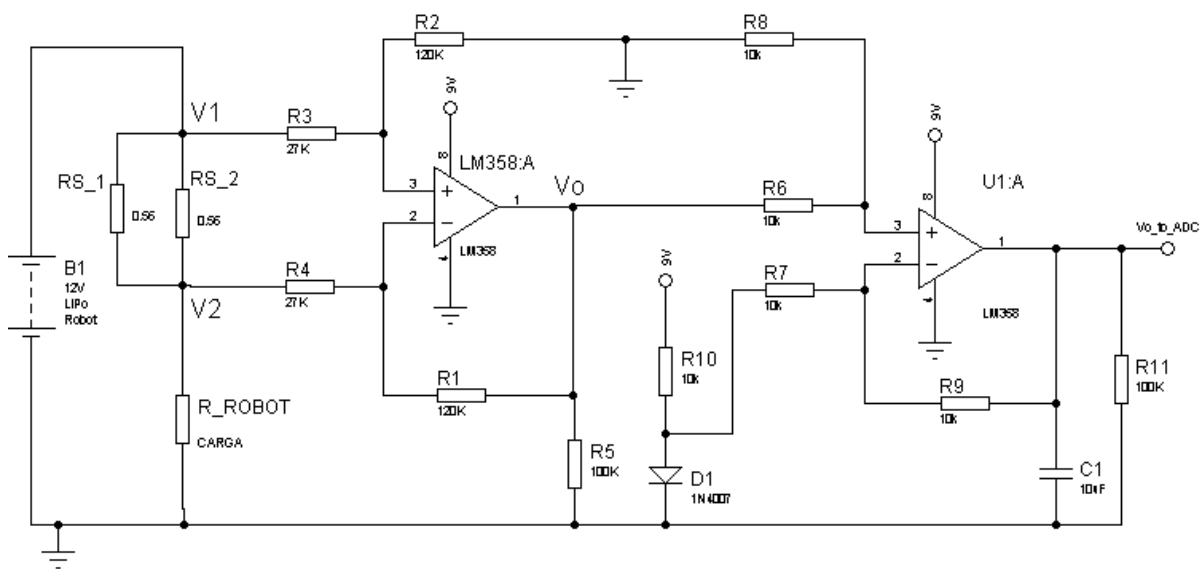 R2
120K
R8
10k
V1
R3
27K
9V
8
LM358:A
3
2
1
4
LM358
Vo
RS_1
0.56
RS_2
0.56
R6
10k
9V
8
U1:A
3
2
1
4
LM358
Vo_to_ADC
B1
12V
LIPo
Robot
V2
R4
27K
9V
R7
10k
R10
10k
R1
120K
R9
10k
R11
100K
R_ROBOT
CARGA
R5
100K
D1
1N4007
C1